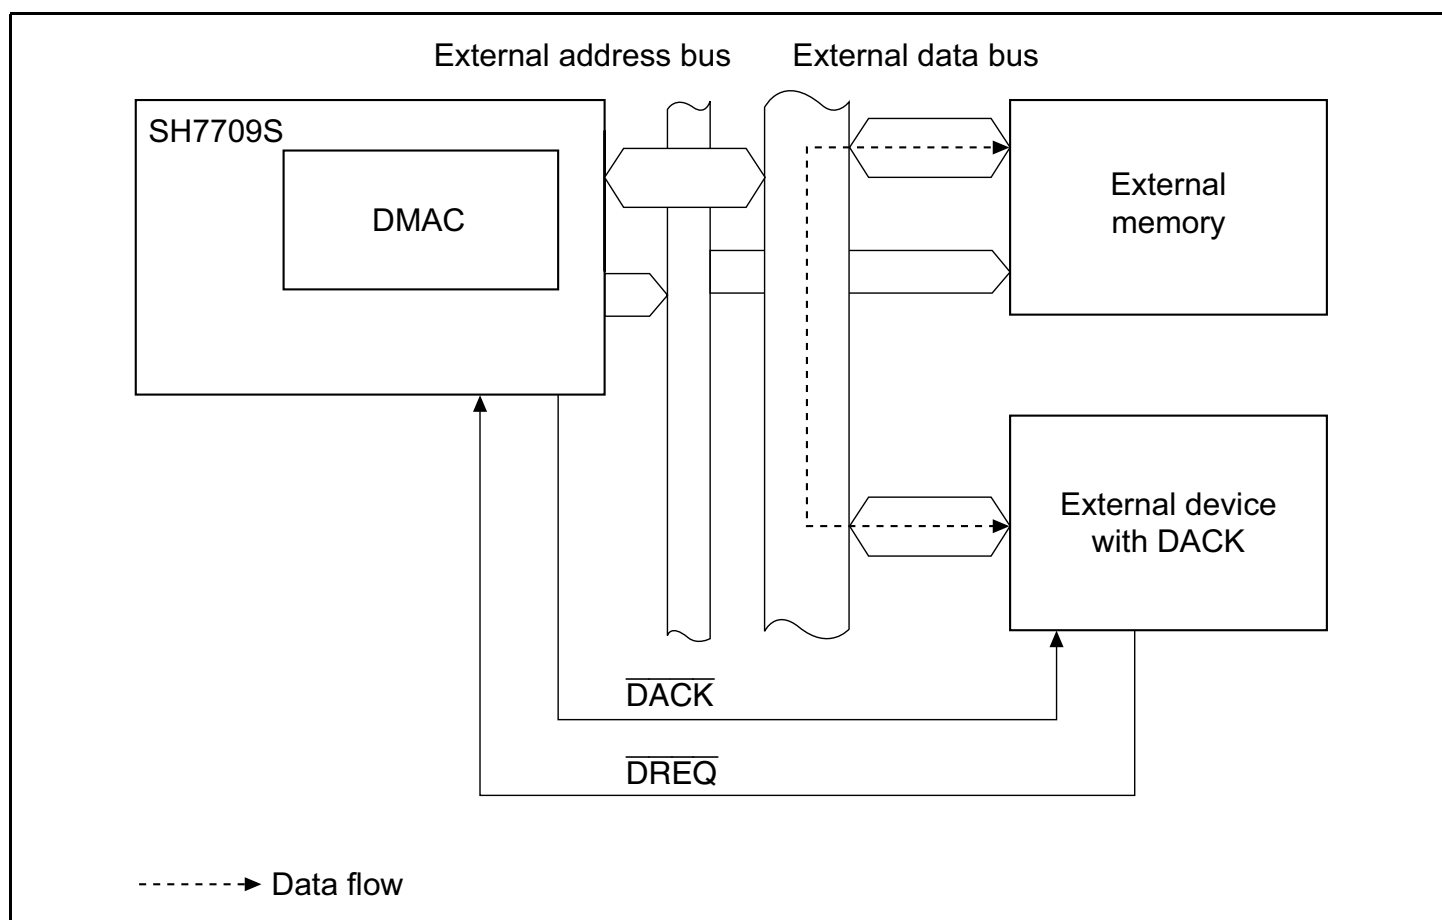 External address bus
External data bus
SH7709S
DMAC
External
memory
External device
with DACK
DACK
DREQ
Data flow